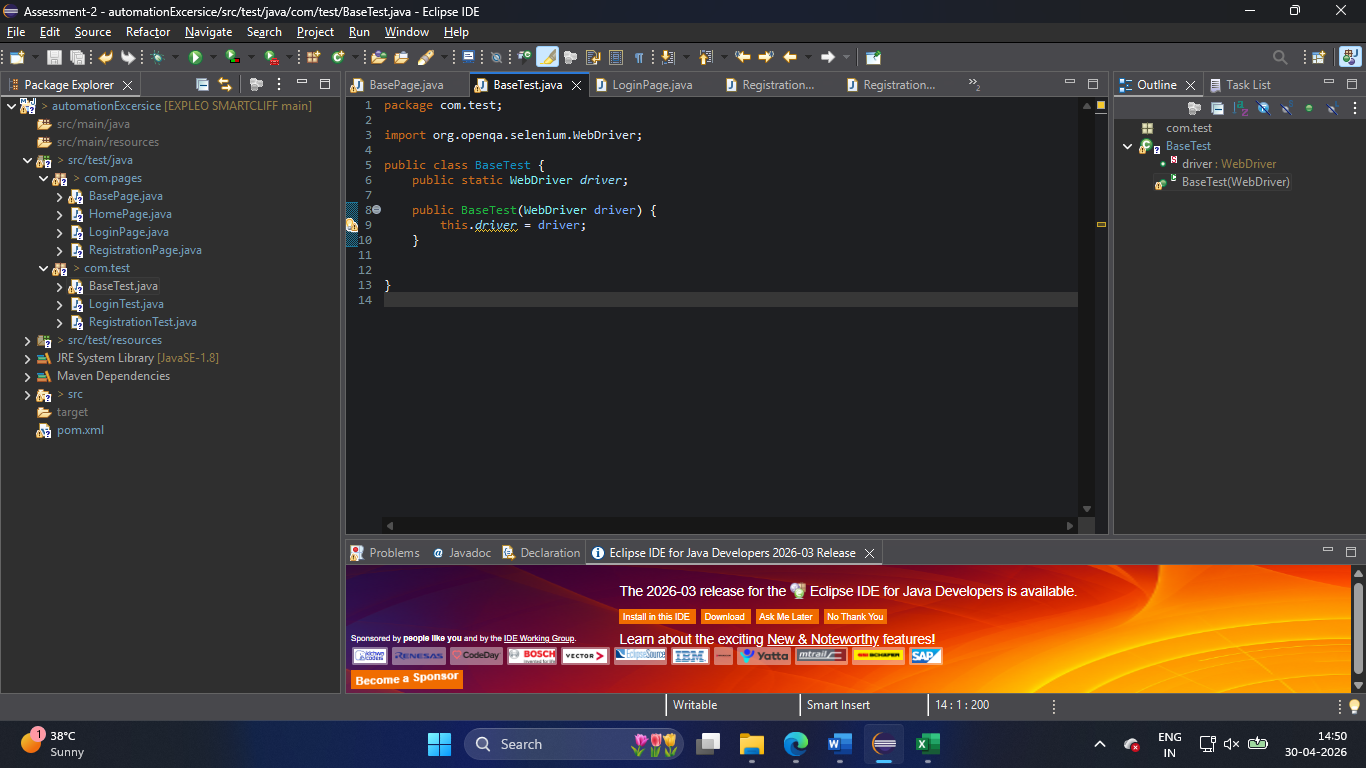 Assessment-2 - automationExcersice/src/test/java/com/test/BaseTest.java - Eclipse IDE
File Edit Source Refactor Navigate Search Project Run Window Help
Package Explorer
> automationExcersice [EXPLEO SMARTCLIFF main]
src/main/java
src/main/resources
> src/test/java
> com.pages
BasePage.java
HomePage.java
LoginPage.java
RegistrationPage.java
> com.test
BaseTest.java
LoginTest.java
RegistrationTest.java
> src/test/resources
JRE System Library [JavaSE-1.8]
Maven Dependencies
> src
target
pom.xml
BasePage.java BaseTest.java LoginPage.java Registration... Registration... »2
1 package com.test;
2
3 import org.openqa.selenium.WebDriver;
4
5 public class BaseTest {
6 public static WebDriver driver;
7
8 public BaseTest(WebDriver driver) {
9 this.driver = driver;
10 }
11
12
13 }
14
Outline Task List
com.test
BaseTest
driver : WebDriver
BaseTest(WebDriver)
Problems Javadoc Declaration Eclipse IDE for Java Developers 2026-03 Release
The 2026-03 release for the Eclipse IDE for Java Developers is available.
Install in this IDE Download Ask Me Later No Thank You
Sponsored by people like you and by the IDE Working Group.
Learn about the exciting New & Noteworthy features!
RENESAS CodeDay BOSCH VECTOR EclipseSource IBM Yatta mtrail SCHÄFER SAP
Become a Sponsor
Writable Smart Insert 14 : 1 : 200
1
38°C
Sunny
Search
ENG
IN
14:50
30-04-2026